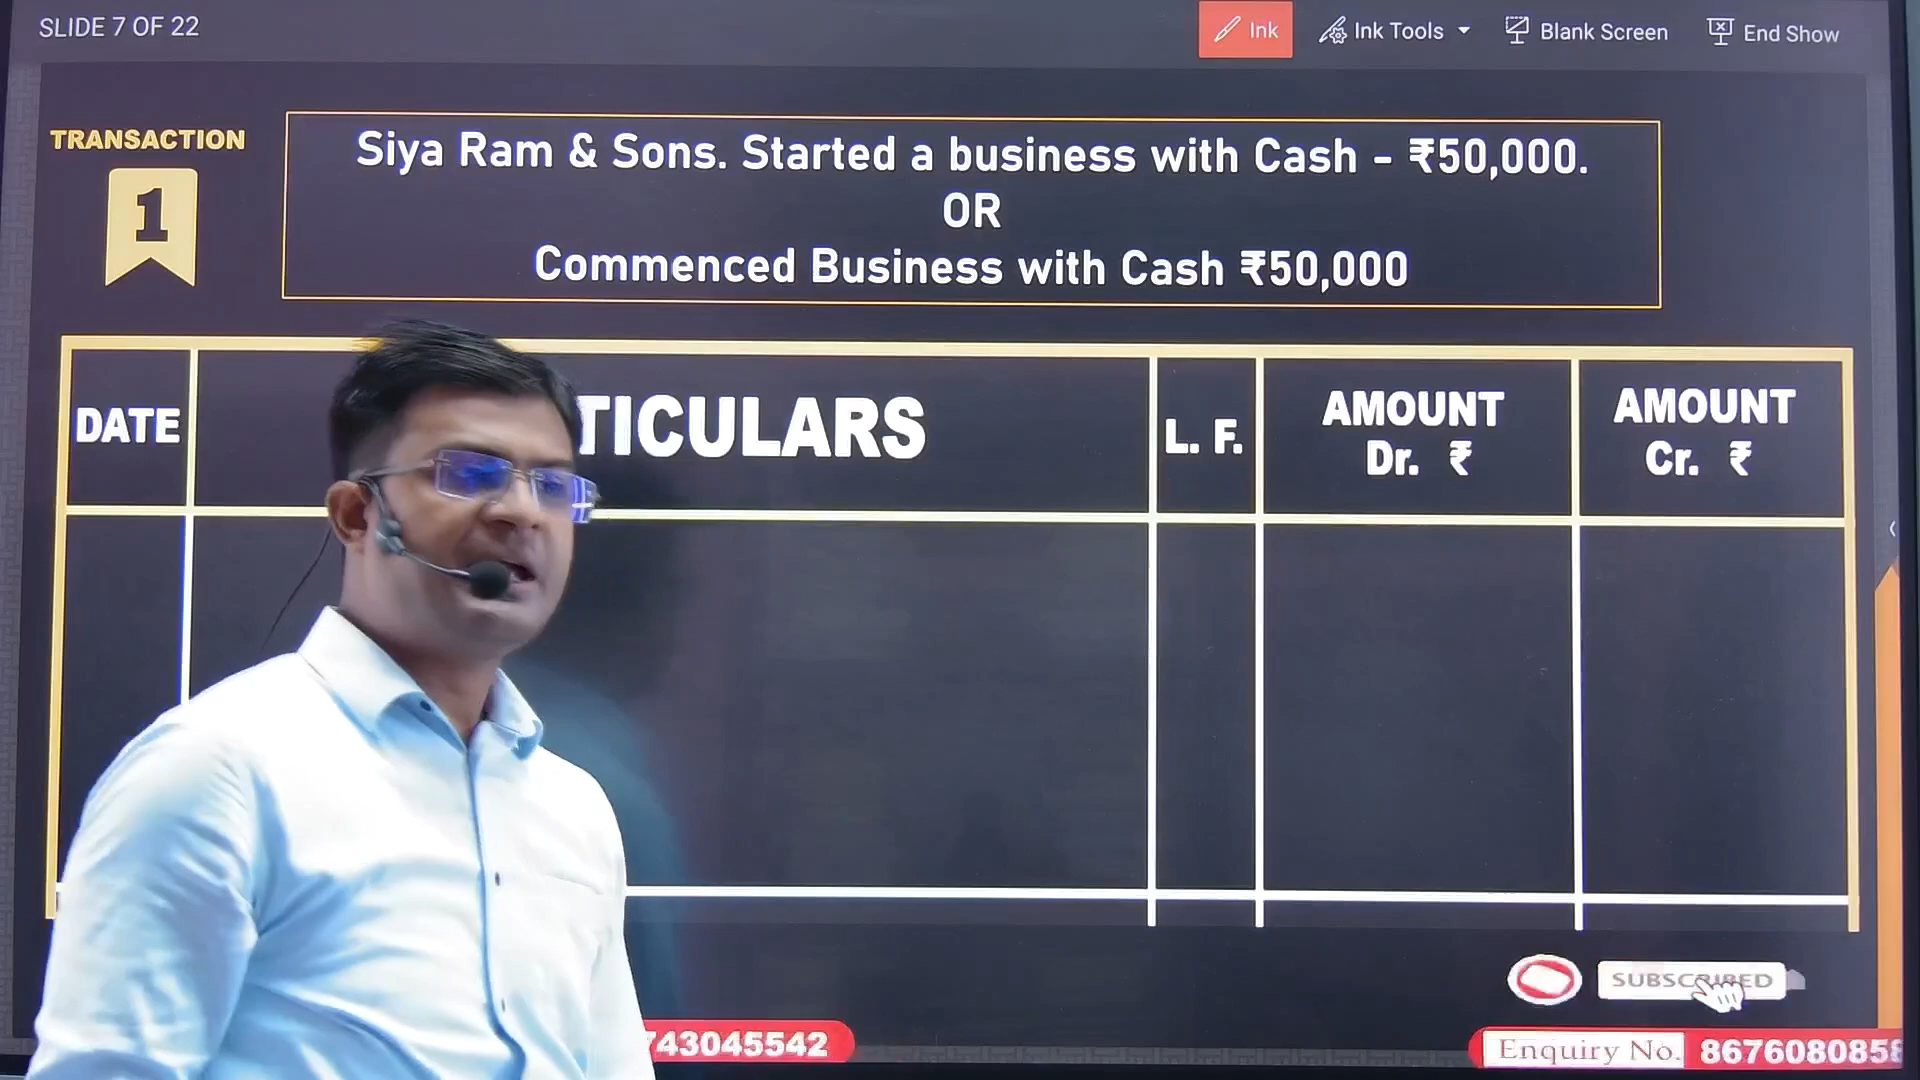 SLIDE 7 OF 22
Ink
Ink Tools
Blank Screen
End Show
TRANSACTION
1
Siya Ram & Sons. Started a business with Cash - ₹50,000.
OR
Commenced Business with Cash ₹50,000
DATE
TICULARS
L. F.
AMOUNT
Dr. ₹
AMOUNT
Cr. ₹
SUBSCRIBED
743045542
Enquiry No. 8676080858